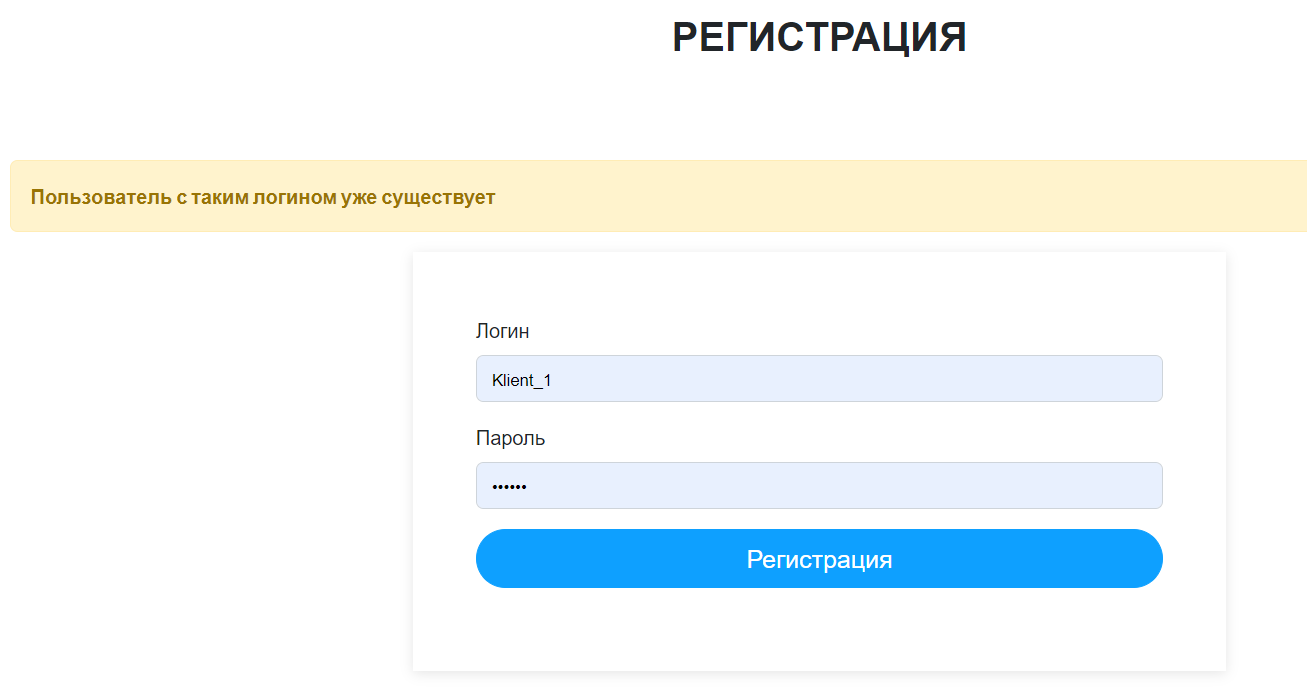 РЕГИСТРАЦИЯ
Пользователь с таким логином уже существует
Логин
Klient_1
Пароль
••••••
Регистрация